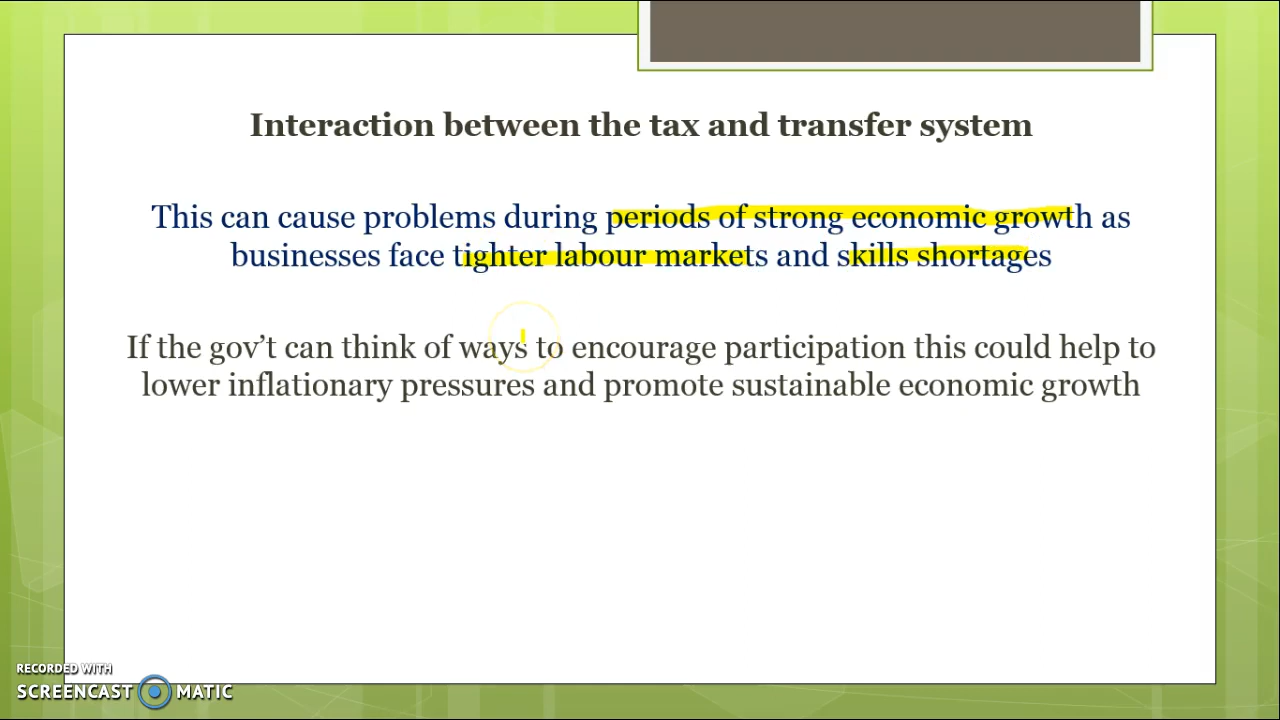 Interaction between the tax and transfer system
This can cause problems during periods of strong economic growth as
businesses face tighter labour markets and skills shortages
If the gov’t can think of ways to encourage participation this could help to
lower inflationary pressures and promote sustainable economic growth
RECORDED WITH
SCREENCAST MATIC